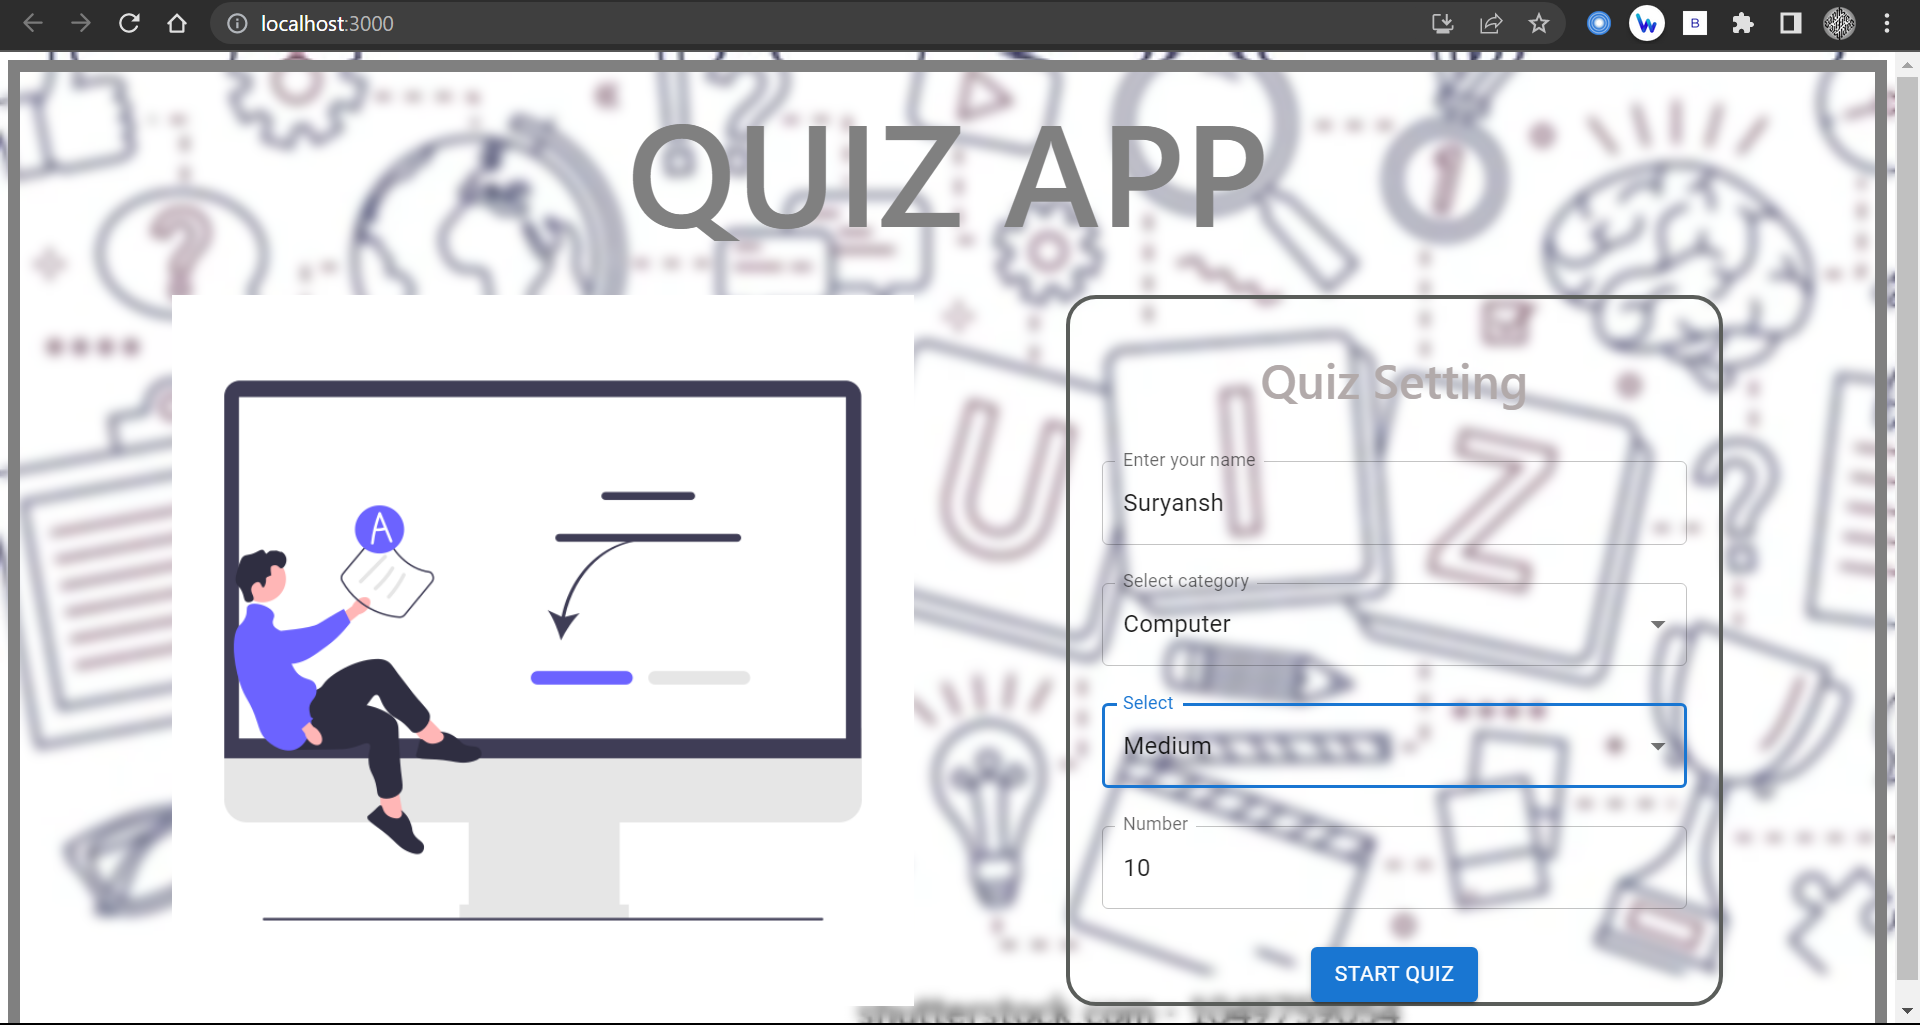 localhost:3000
B
QUIZ APP
?
1
U I Z
A
Quiz Setting
Enter your name
Suryansh
Select category
Computer
Select
Medium
Number
10
START QUIZ